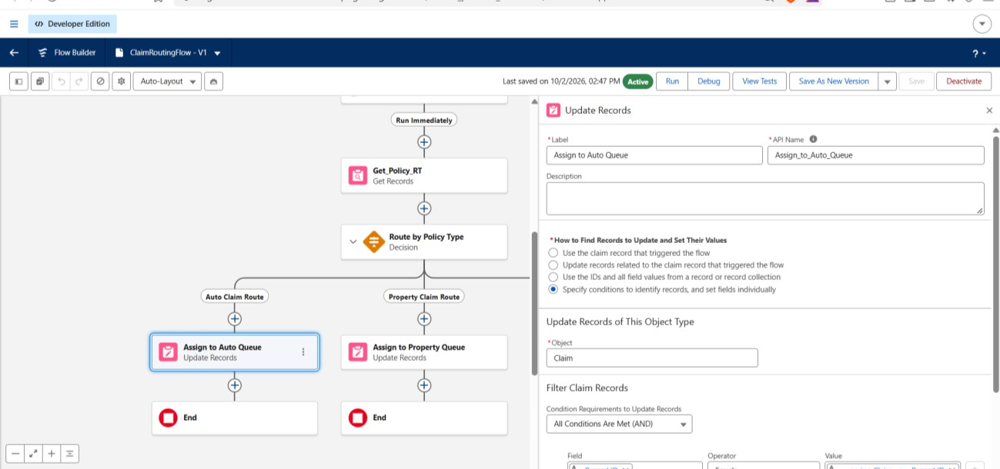 Developer Edition
Flow Builder
ClaimRoutingFlow - V1
?
Auto-Layout
Last saved on 10/2/2026, 02:47 PM
Active
Run
Debug
View Tests
Save As New Version
Save
Deactivate
Run Immediately
Get_Policy_RT
Get Records
Route by Policy Type
Decision
Auto Claim Route
Property Claim Route
Assign to Auto Queue
Update Records
Assign to Property Queue
Update Records
End
End
Update Records
*Label
*API Name
Assign to Auto Queue
Assign_to_Auto_Queue
Description
*How to Find Records to Update and Set Their Values
Use the claim record that triggered the flow
Update records related to the claim record that triggered the flow
Use the IDs and all field values from a record or record collection
Specify conditions to identify records, and set fields individually
Update Records of This Object Type
*Object
Claim
Filter Claim Records
Condition Requirements to Update Records
All Conditions Are Met (AND)
Field
Operator
Value